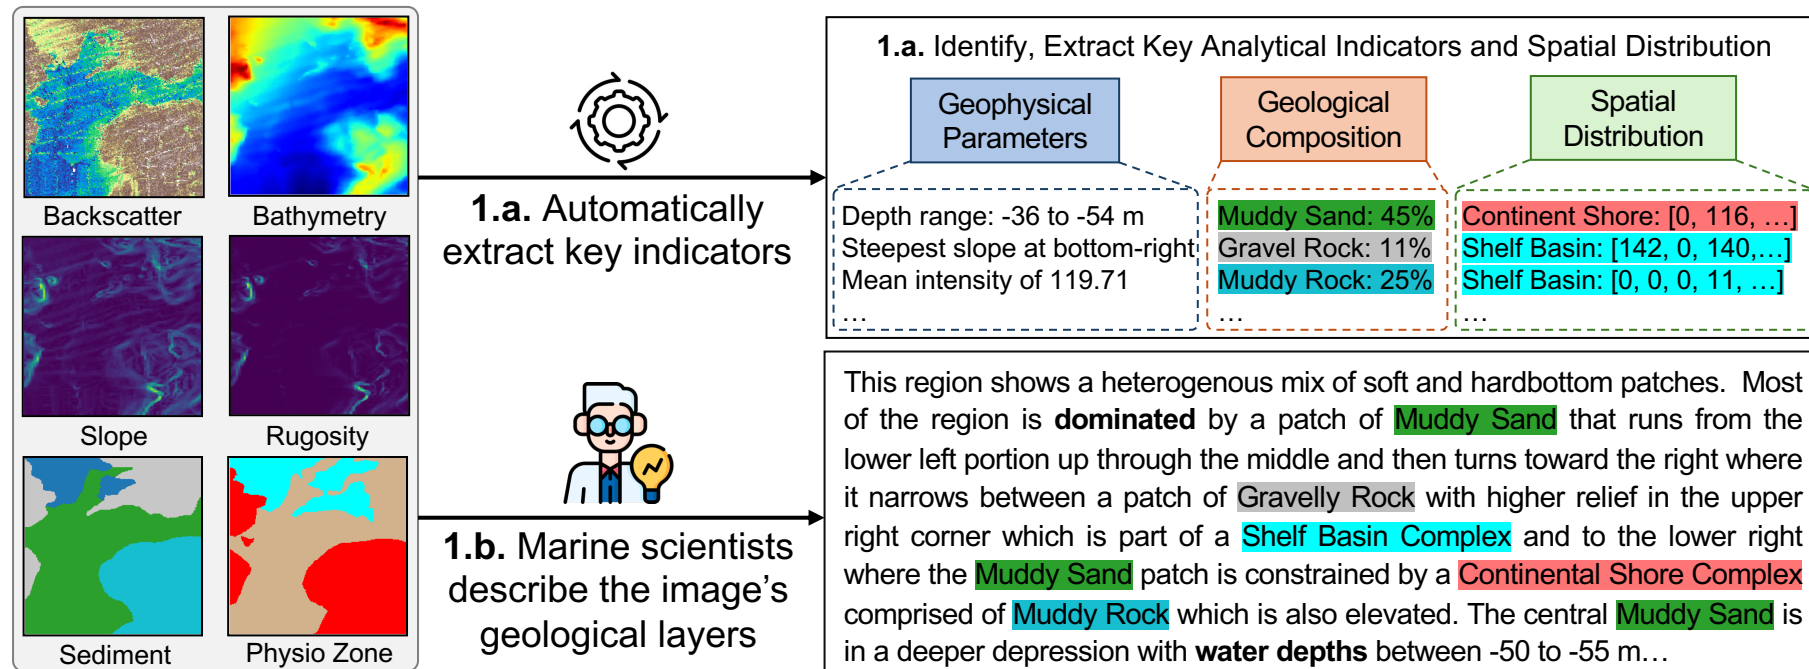 Backscatter
Bathymetry
Slope
Rugosity
Sediment
Physio Zone
1.a. Automatically
extract key indicators
1.b. Marine scientists
describe the image's
geological layers
1.a. Identify, Extract Key Analytical Indicators and Spatial Distribution
Geophysical
Parameters
Geological
Composition
Spatial
Distribution
Depth range: -36 to -54 m
Steepest slope at bottom-right
Mean intensity of 119.71
…
Muddy Sand: 45%
Gravel Rock: 11%
Muddy Rock: 25%
…
Continent Shore: [0, 116, …]
Shelf Basin: [142, 0, 140,…]
Shelf Basin: [0, 0, 0, 11, …]
…
This region shows a heterogenous mix of soft and hardbottom patches. Most
of the region is dominated by a patch of Muddy Sand that runs from the
lower left portion up through the middle and then turns toward the right where
it narrows between a patch of Gravelly Rock with higher relief in the upper
right corner which is part of a Shelf Basin Complex and to the lower right
where the Muddy Sand patch is constrained by a Continental Shore Complex
comprised of Muddy Rock which is also elevated. The central Muddy Sand is
in a deeper depression with water depths between -50 to -55 m…